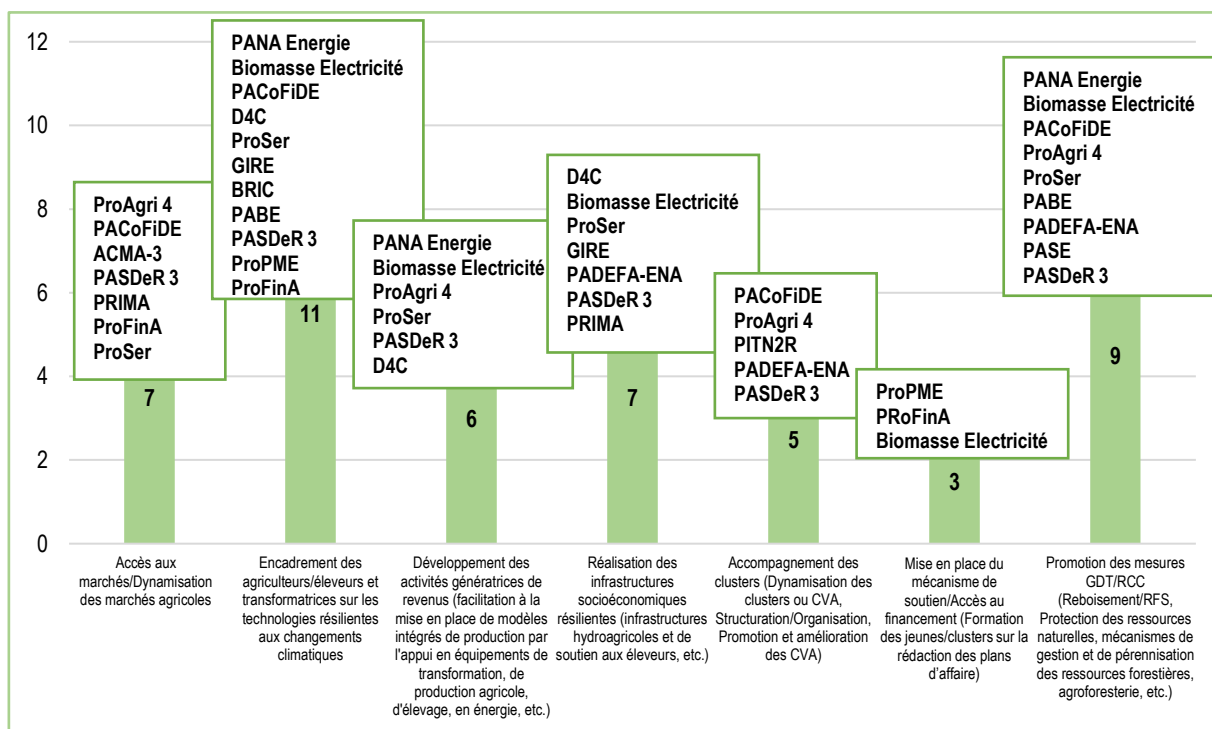 12
10
8
6
4
2
0
ProAgri 4
PACoFiDE
ACMA-3
PASDeR 3
PRIMA
ProFinA
ProSer
7
PANA Energie
Biomasse Electricité
PACoFiDE
D4C
ProSer
GIRE
BRIC
PABE
PASDeR 3
ProPME
ProFinA
11
PANA Energie
Biomasse Electricité
ProAgri 4
ProSer
PASDeR 3
D4C
6
D4C
Biomasse Electricité
ProSer
GIRE
PADEFA-ENA
PASDeR 3
PRIMA
7
PACoFiDE
ProAgri 4
PITN2R
PADEFA-ENA
PASDeR 3
5
ProPME
PRoFinA
Biomasse Electricité
3
PANA Energie
Biomasse Electricité
PACoFiDE
ProAgri 4
ProSer
PABE
PADEFA-ENA
PASE
PASDeR 3
9
Accès aux
marchés/Dynamisation
des marchés agricoles
Encadrement des
agriculteurs/éleveurs et
transformatrices sur les
technologies résilientes
aux changements
climatiques
Développement des
activités génératrices de
revenus (facilitation à la
mise en place de modèles
intégrés de production par
l'appui en équipements de
transformation, de
production agricole,
d'élevage, en énergie, etc.)
Réalisation des
infrastructures
socioéconomiques
résilientes (infrastructures
hydroagricoles et de
soutien aux éleveurs, etc.)
Accompagnement des
clusters (Dynamisation des
clusters ou CVA,
Structuration/Organisation,
Promotion et amélioration
des CVA)
Mise en place du
mécanisme de
soutien/Accès au
financement (Formation
des jeunes/clusters sur la
rédaction des plans
d’affaire)
Promotion des mesures
GDT/RCC
(Reboisement/RFS,
Protection des ressources
naturelles, mécanismes de
gestion et de pérennisation
des ressources forestières,
agroforesterie, etc.)